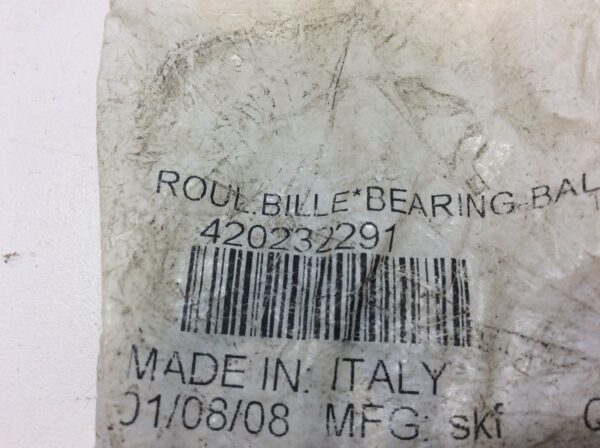 ROUL.BILLE*BEARING-BAL
420232291
MADE IN: ITALY
01/08/08 MFG: skf Q